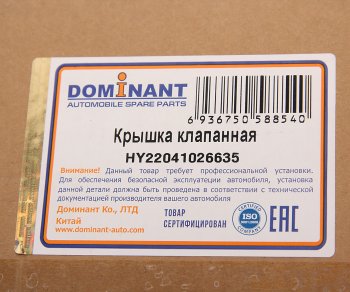 DOMINANT
AUTOMOBILE SPARE PARTS
6 936750 588540
Крышка клапанная
HY22041026635
Внимание! Данный товар требует профессиональной установки.
Для обеспечения безопасной эксплуатеции автомобиля, установка
данной детали должна быть проведена в соответствии с технической
документацией производителя вашего автомобиля
Доминант Ко., ЛТД
Китай
www.dominant-auto.com
ТОВАР
СЕРТИФИЦИРОВАН
ISO
COMPANY
EAC